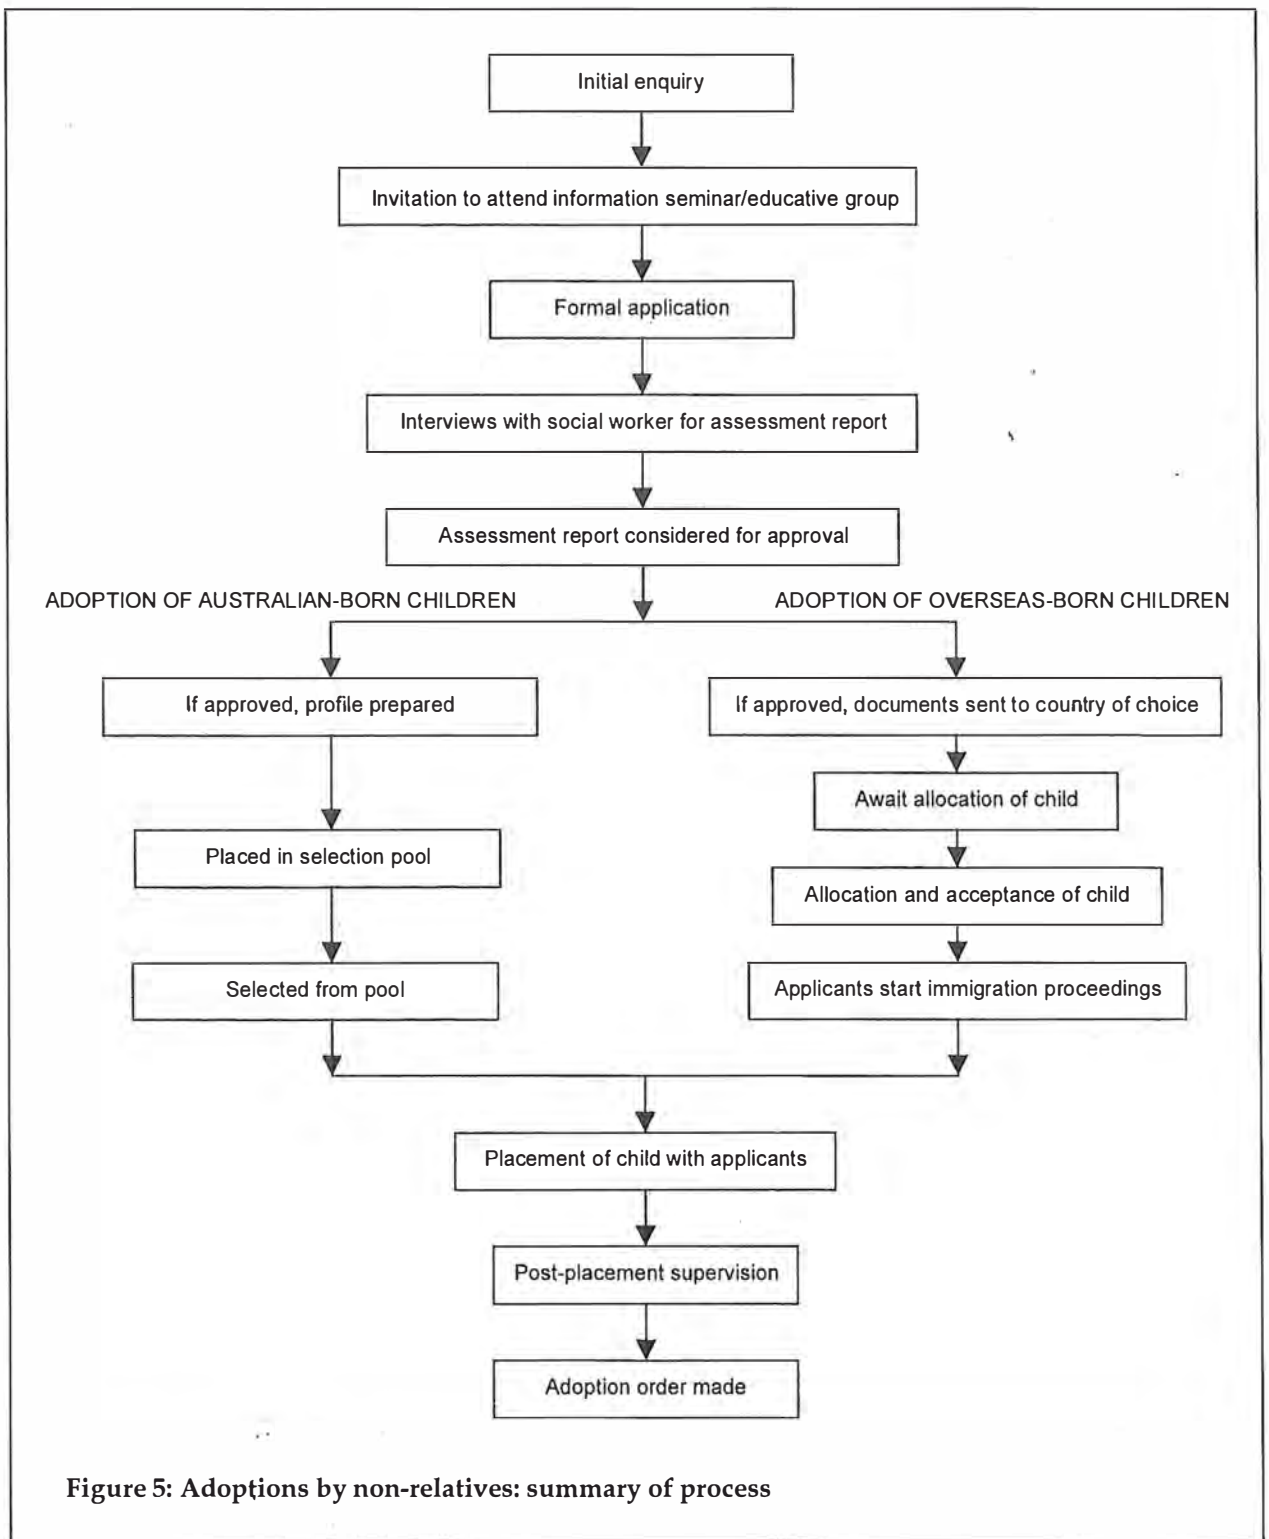 Initial enquiry
Invitation to attend information seminar/educative group
Formal application
Interviews with social worker for assessment report
Assessment report considered for approval
ADOPTION OF AUSTRALIAN-BORN CHILDREN
ADOPTION OF OVERSEAS-BORN CHILDREN
If approved, profile prepared
If approved, documents sent to country of choice
Await allocation of child
Placed in selection pool
Allocation and acceptance of child
Selected from pool
Applicants start immigration proceedings
Placement of child with applicants
Post-placement supervision
Adoption order made
Figure 5: Adoptions by non-relatives: summary of process